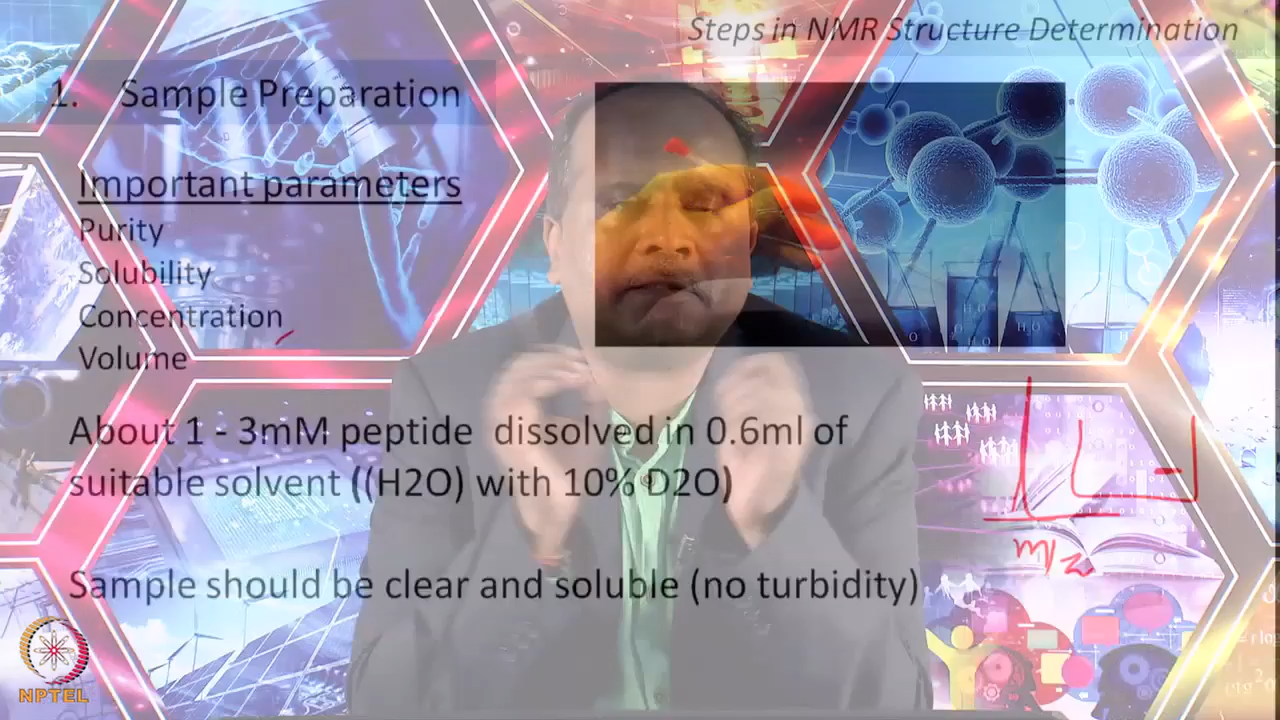 Steps in NMR Structure Determination
1. Sample Preparation
Important parameters
Purity
Solubility
Concentration
Volume
About 1 - 3mM peptide dissolved in 0.6ml of
suitable solvent ((H2O) with 10% D2O)
m/z
Sample should be clear and soluble (no turbidity)
NPTEL